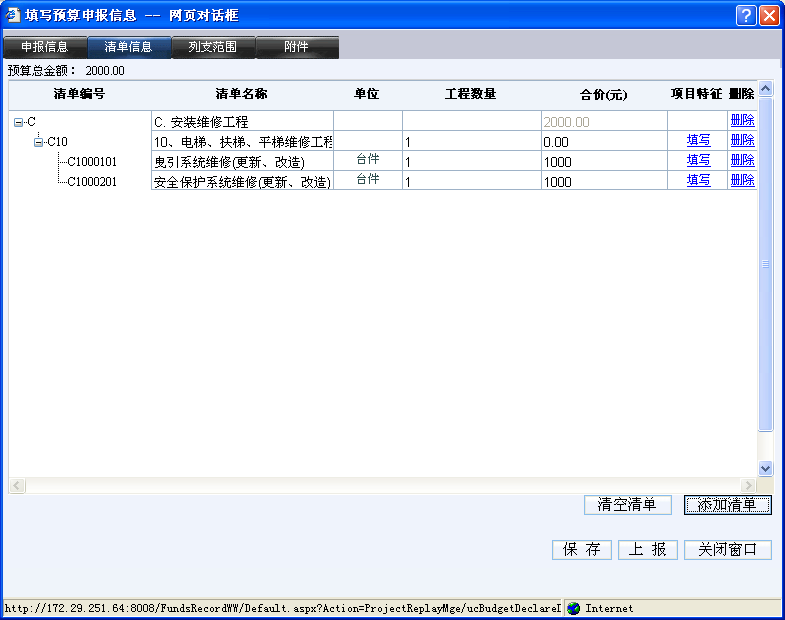 填写预算申报信息 -- 网页对话框
申报信息 清单信息 列支范围 附件
预算总金额： 2000.00
清单编号 清单名称 单位 工程数量 合价(元) 项目特征 删除
C C. 安装维修工程 2000.00 删除
C10 10、电梯、扶梯、平梯维修工程 1 0.00 填写 删除
C1000101 曳引系统维修(更新、改造) 台件 1 1000 填写 删除
C1000201 安全保护系统维修(更新、改造) 台件 1 1000 填写 删除
清空清单 添加清单
保 存 上 报 关闭窗口
http://172.29.251.64:8008/FundsRecordWW/Default.aspx?Action=ProjectReplayMge/ucBudgetDeclareI Internet